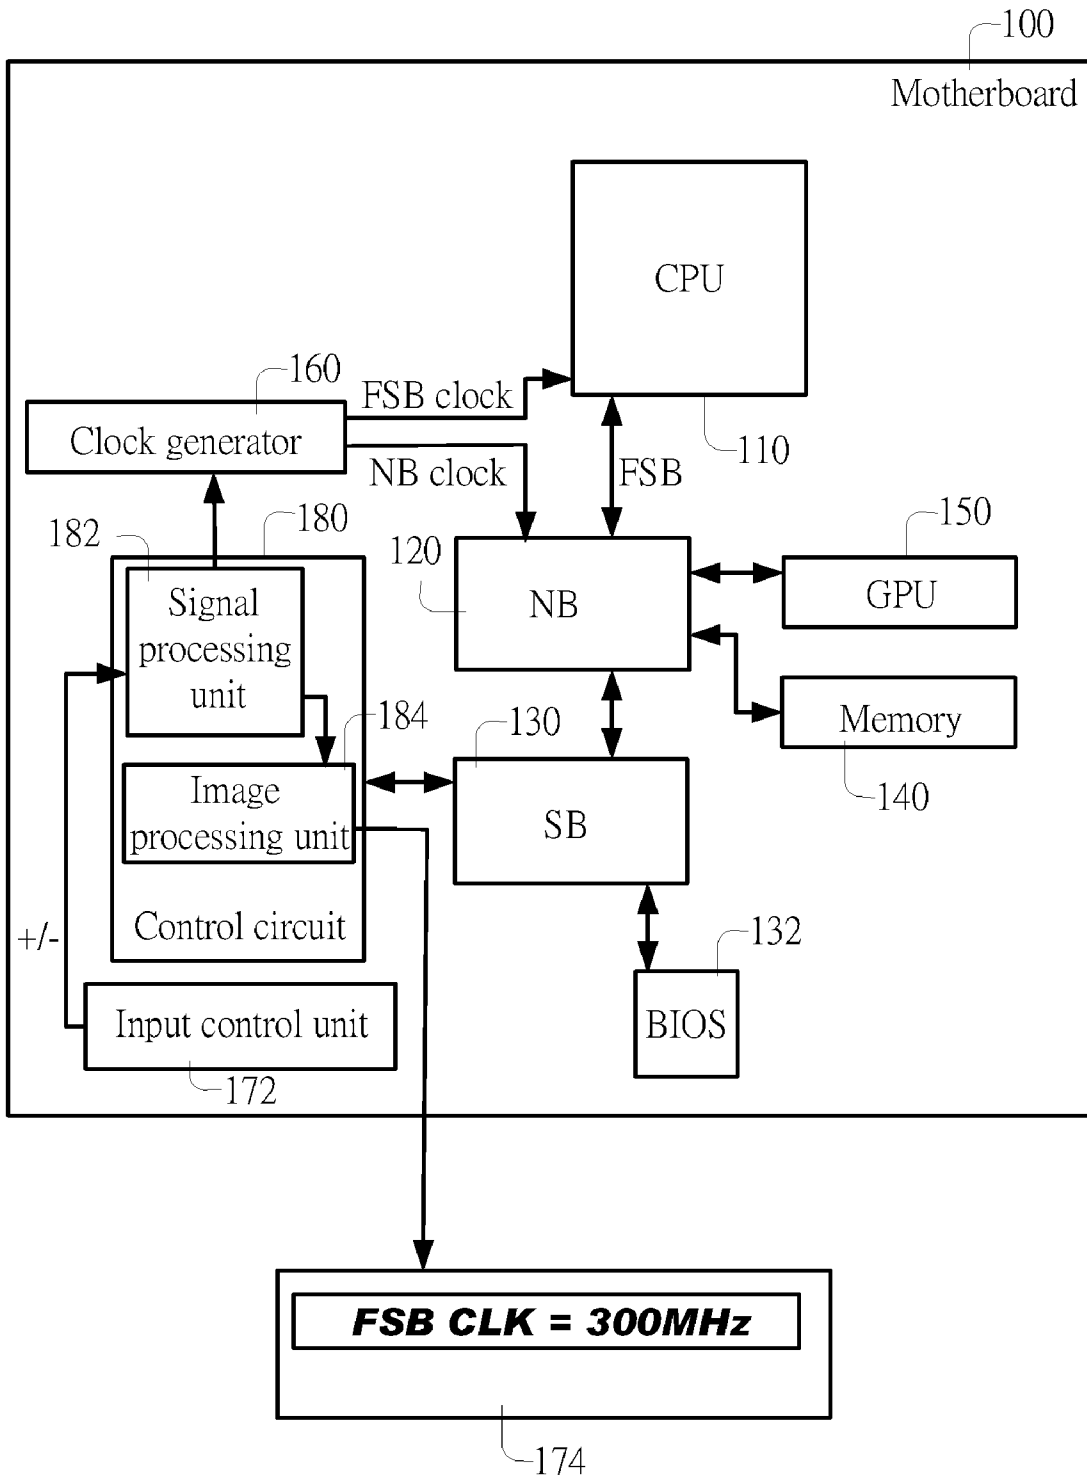 100
Motherboard
CPU
160
FSB clock
Clock generator
110
NB clock
FSB
180
150
182
120
Signal
processing
unit
NB
GPU
184
130
Memory
Image
processing unit
140
SB
Control circuit
+/-
132
Input control unit
BIOS
172
FSB CLK = 300MHz
174